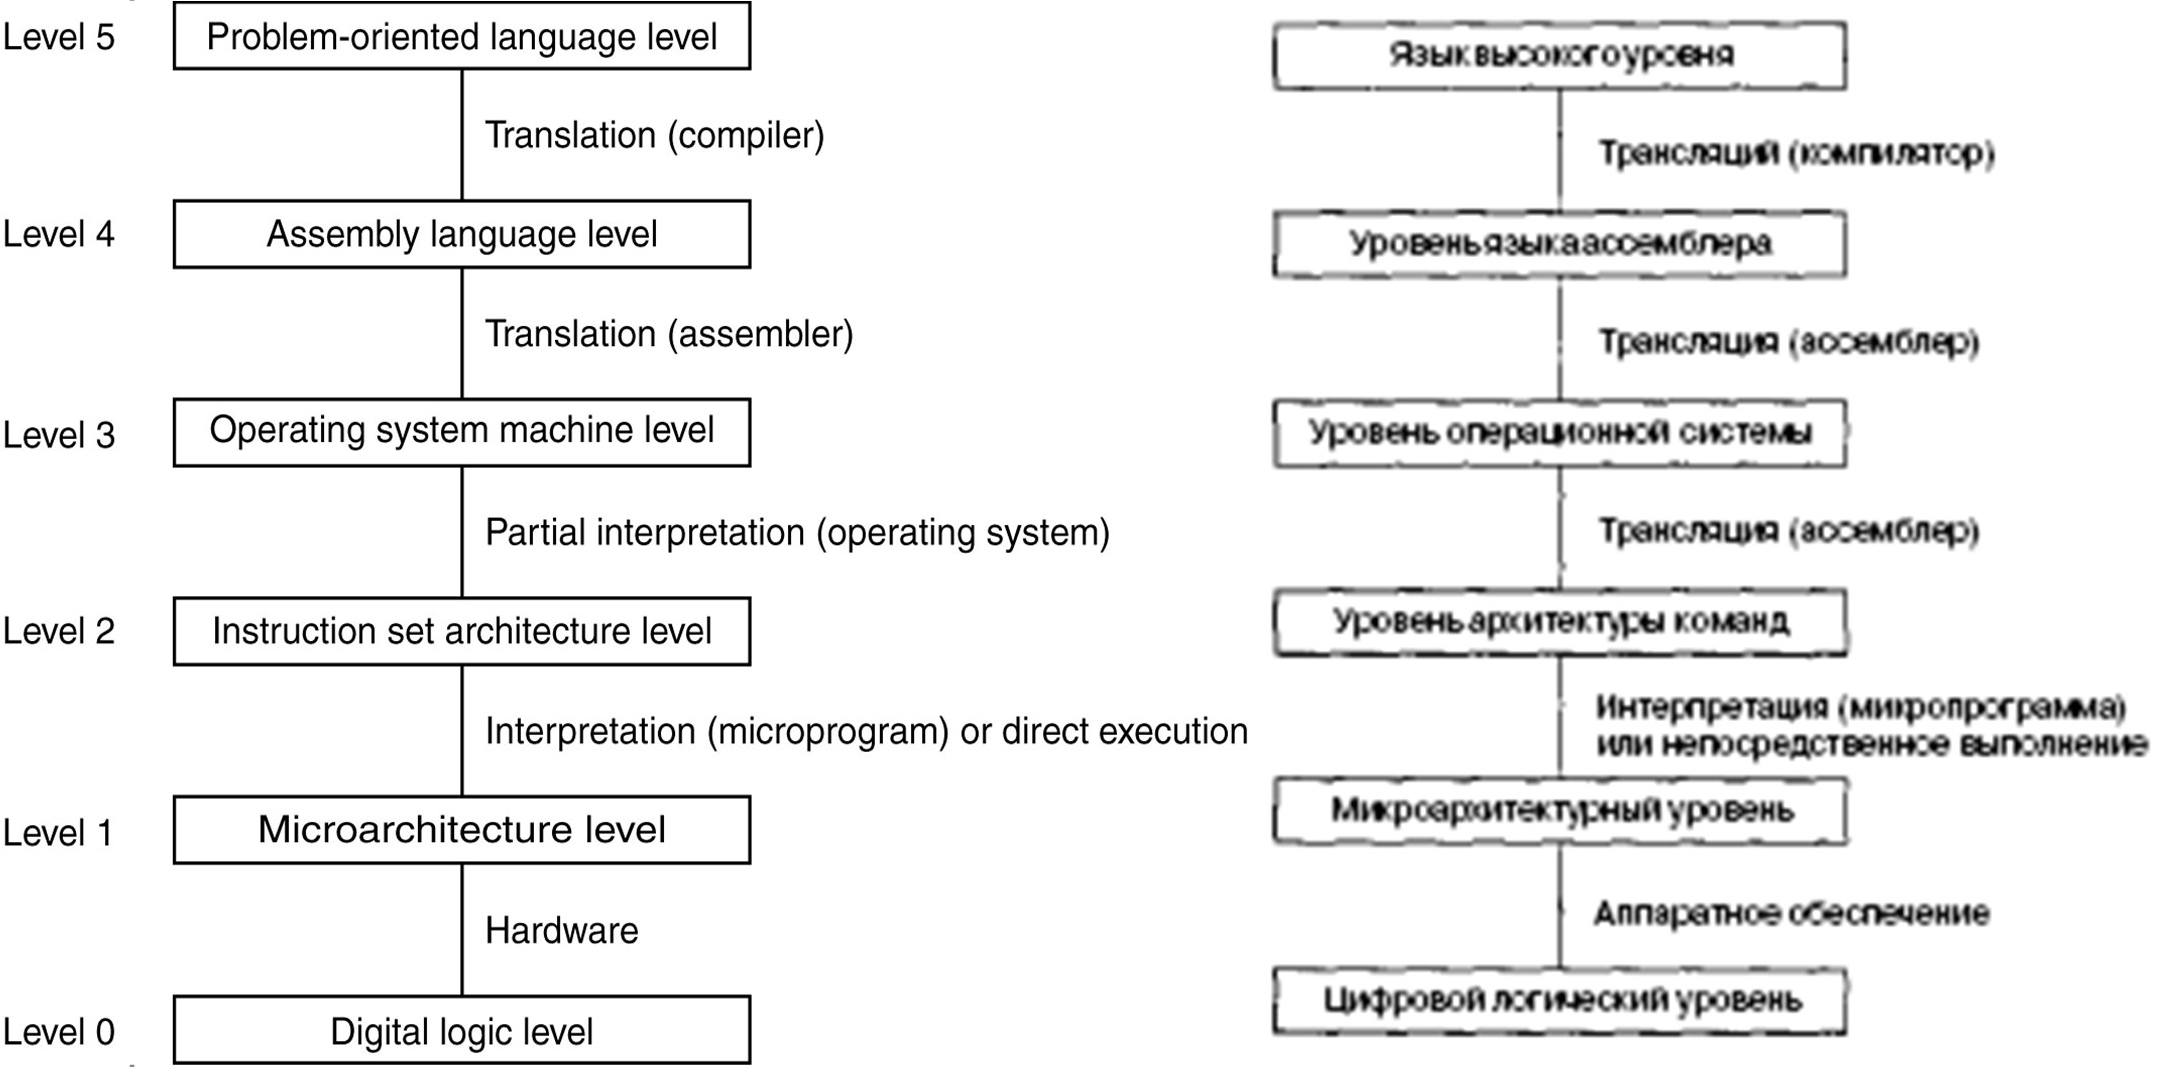 Level 5
Problem-oriented language level
Translation (compiler)
Level 4
Assembly language level
Translation (assembler)
Level 3
Operating system machine level
Partial interpretation (operating system)
Level 2
Instruction set architecture level
Interpretation (microprogram) or direct execution
Level 1
Microarchitecture level
Hardware
Level 0
Digital logic level
Язык высокого уровня
Трансляций (компилятор)
Уровень языка ассемблера
Трансляция (ассемблер)
Уровень операционной системы
Трансляция (ассемблер)
Уровень архитектуры команд
Интерпретация (микропрограмма)
или непосредственное выполнение
Микроархитектурный уровень
Аппаратное обеспечение
Цифровой логический уровень